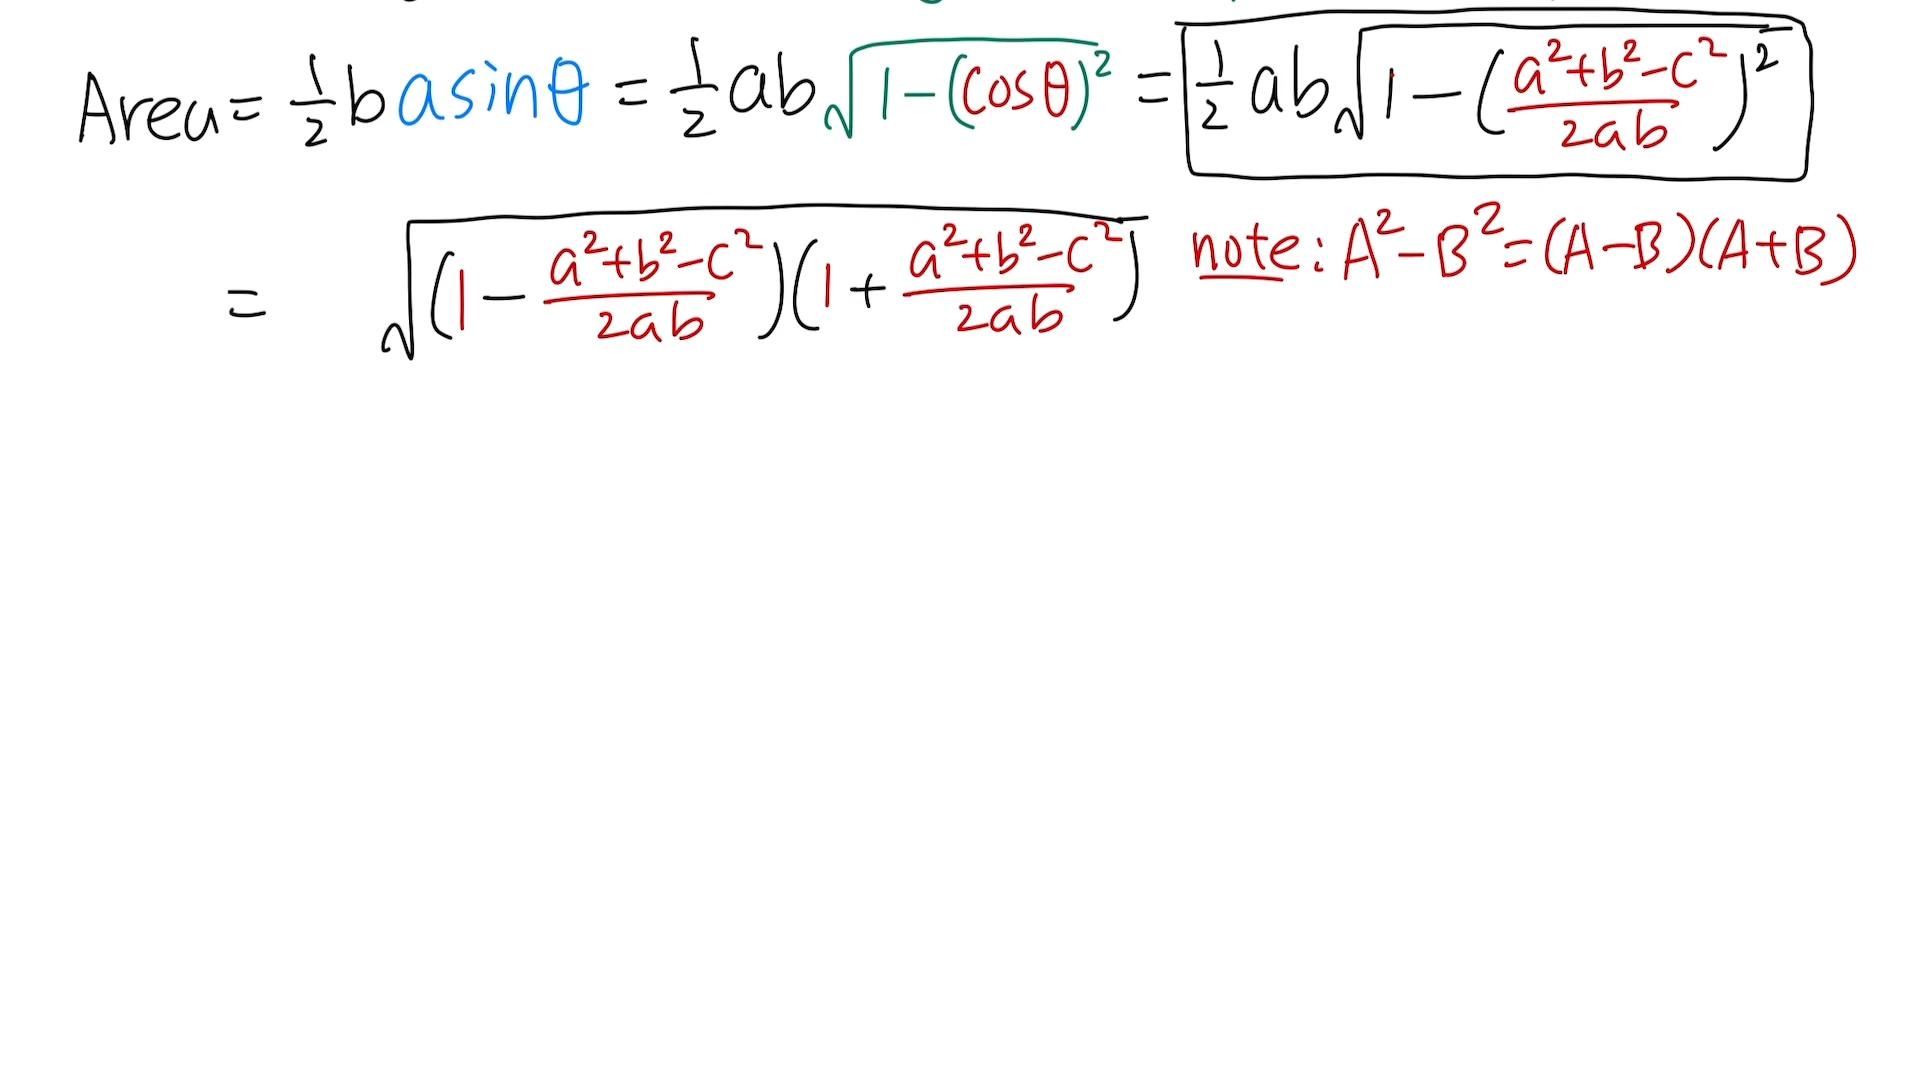 Area = 1/2 b a sinθ = 1/2 ab √(1-(cosθ)²) = 1/2 ab √(1-((a²+b²-c²)/(2ab))²)
= √((1-(a²+b²-c²)/(2ab))(1+(a²+b²-c²)/(2ab))) note: A²-B²=(A-B)(A+B)